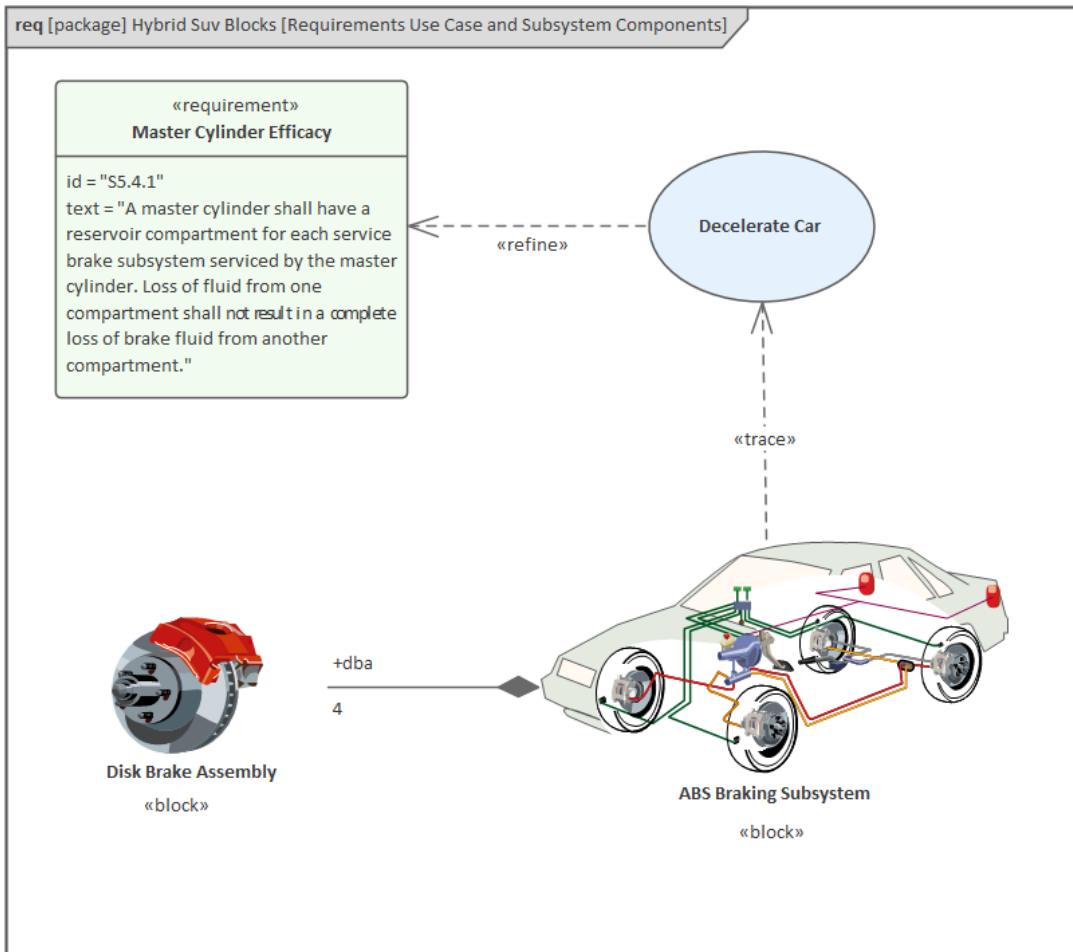 req [package] Hybrid Suv Blocks [Requirements Use Case and Subsystem Components]
«requirement»
Master Cylinder Efficacy
id = "S5.4.1"
text = "A master cylinder shall have a
reservoir compartment for each service
brake subsystem serviced by the master
cylinder. Loss of fluid from one
compartment shall not result in a complete
loss of brake fluid from another
compartment."
«refine»
Decelerate Car
«trace»
+dba
4
Disk Brake Assembly
«block»
ABS Braking Subsystem
«block»